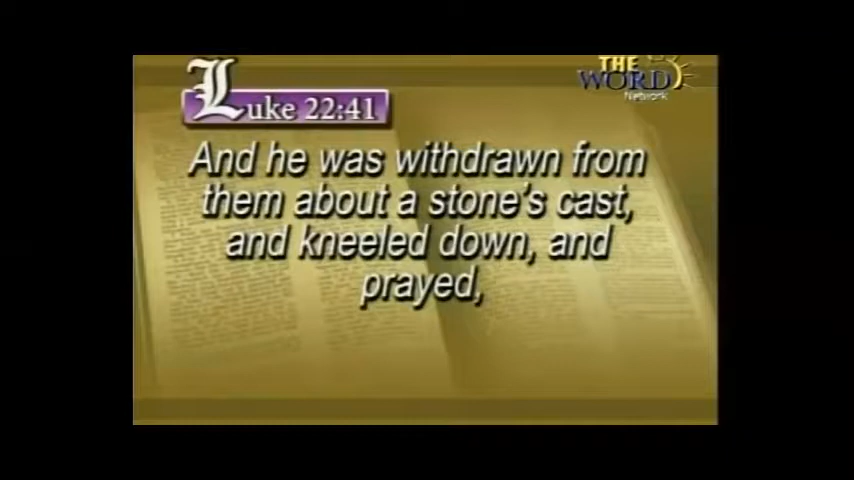 Luke 22:41
THE
WORD
Network
And he was withdrawn from
them about a stone's cast,
and kneeled down, and
prayed,